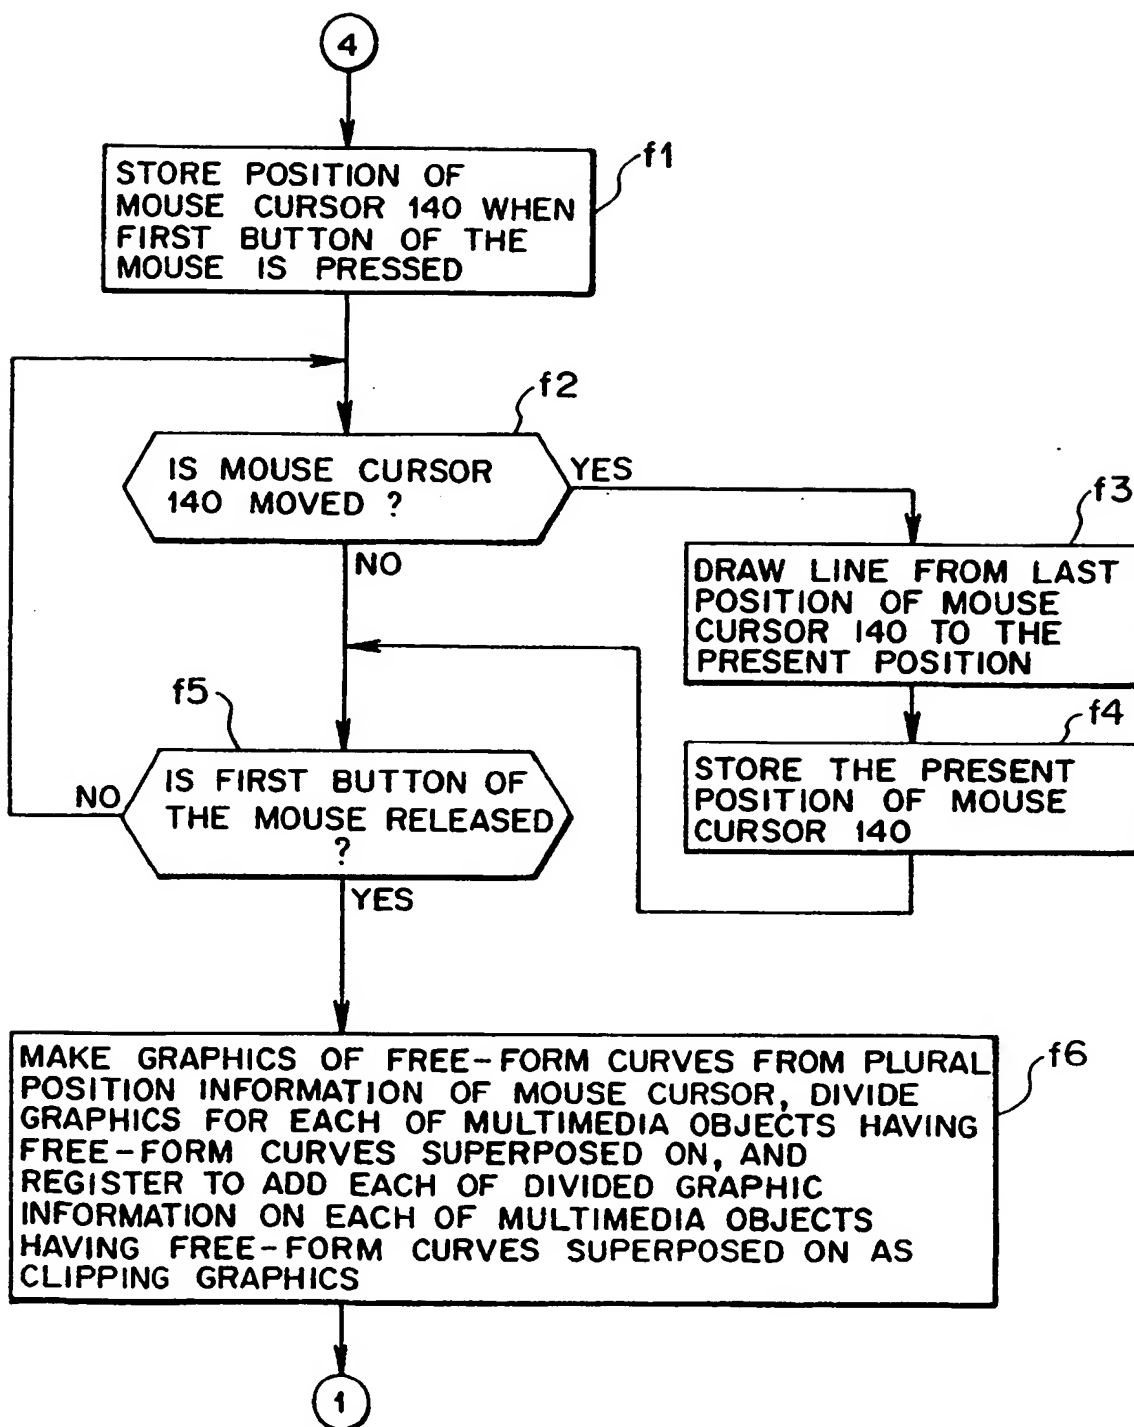 4
f1
STORE POSITION OF
MOUSE CURSOR 140 WHEN
FIRST BUTTON OF THE
MOUSE IS PRESSED
f2
IS MOUSE CURSOR
140 MOVED ?
YES
NO
f3
DRAW LINE FROM LAST
POSITION OF MOUSE
CURSOR 140 TO THE
PRESENT POSITION
f4
STORE THE PRESENT
POSITION OF MOUSE
CURSOR 140
f5
IS FIRST BUTTON OF
THE MOUSE RELEASED
?
NO
YES
f6
MAKE GRAPHICS OF FREE-FORM CURVES FROM PLURAL
POSITION INFORMATION OF MOUSE CURSOR, DIVIDE
GRAPHICS FOR EACH OF MULTIMEDIA OBJECTS HAVING
FREE-FORM CURVES SUPERPOSED ON, AND
REGISTER TO ADD EACH OF DIVIDED GRAPHIC
INFORMATION ON EACH OF MULTIMEDIA OBJECTS
HAVING FREE-FORM CURVES SUPERPOSED ON AS
CLIPPING GRAPHICS
1